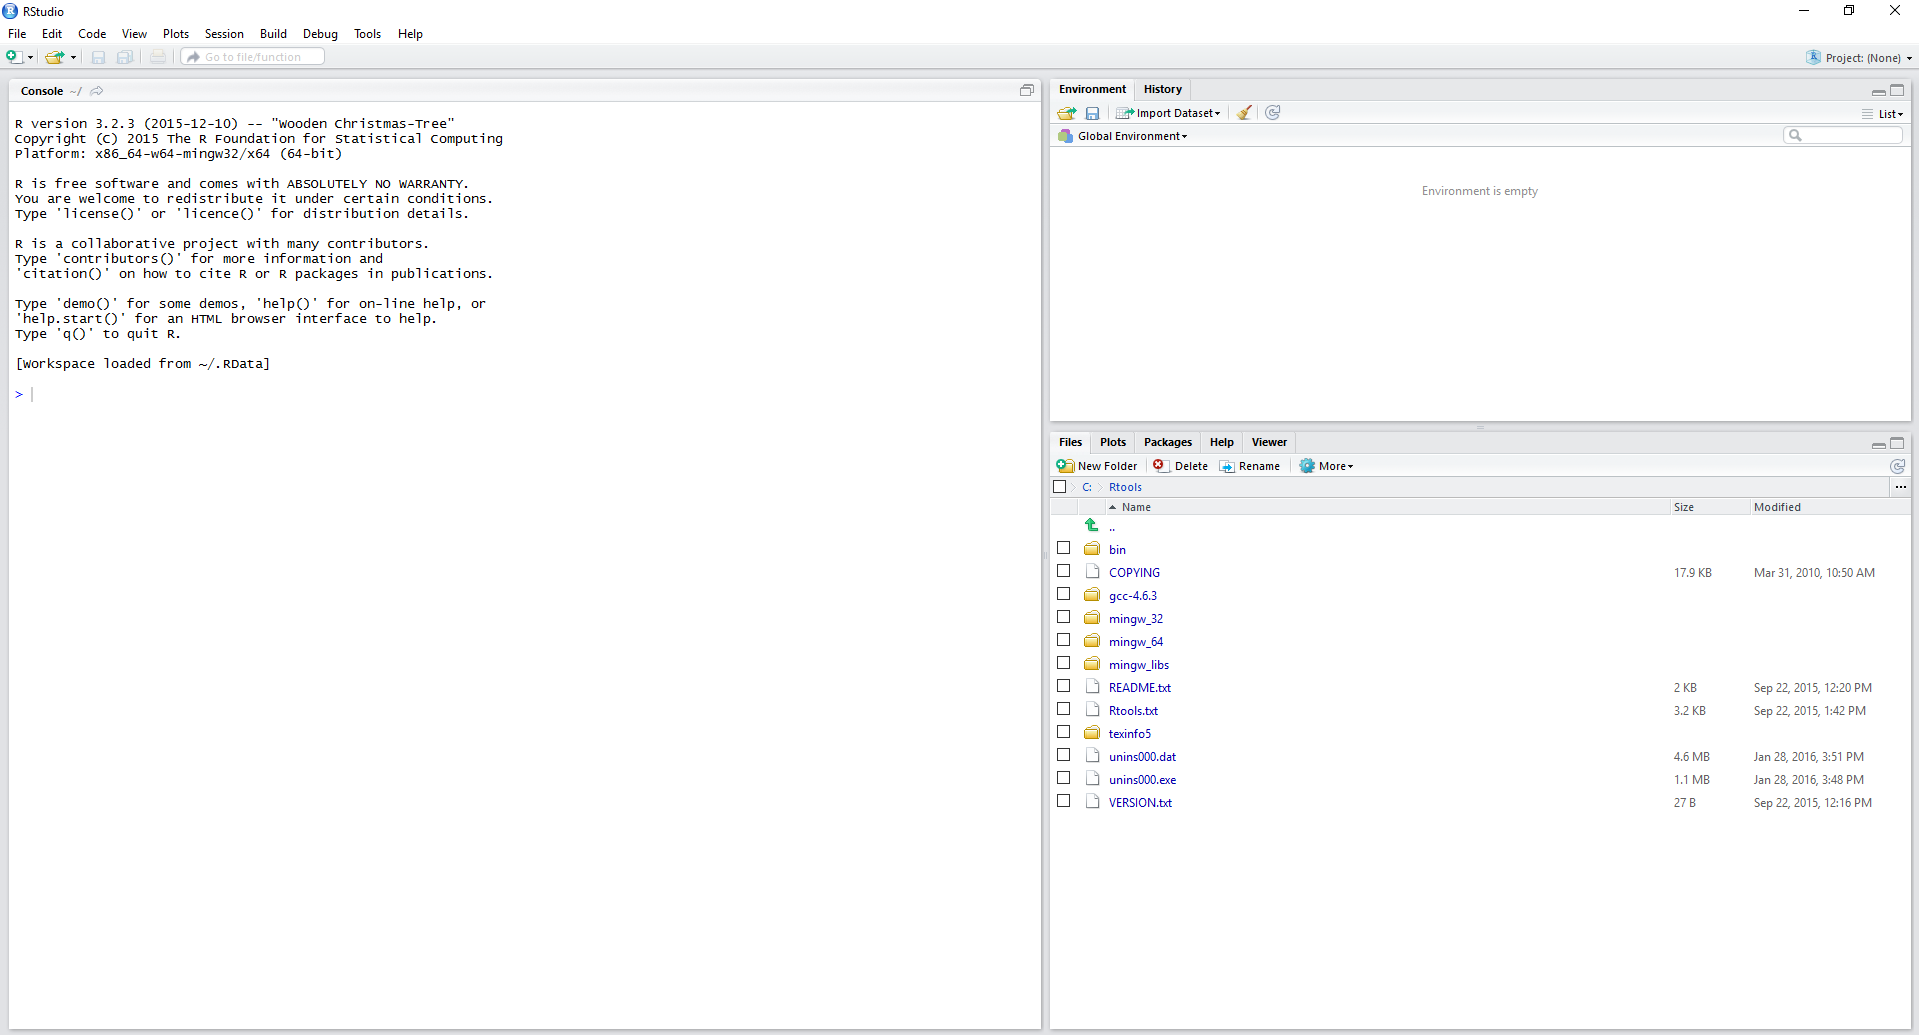 RStudio
File Edit Code View Plots Session Build Debug Tools Help
Go to file/function
Project: (None)
Console ~/
R version 3.2.3 (2015-12-10) -- "Wooden Christmas-Tree"
Copyright (C) 2015 The R Foundation for Statistical Computing
Platform: x86_64-w64-mingw32/x64 (64-bit)
R is free software and comes with ABSOLUTELY NO WARRANTY.
You are welcome to redistribute it under certain conditions.
Type 'license()' or 'licence()' for distribution details.
R is a collaborative project with many contributors.
Type 'contributors()' for more information and
'citation()' on how to cite R or R packages in publications.
Type 'demo()' for some demos, 'help()' for on-line help, or
'help.start()' for an HTML browser interface to help.
Type 'q()' to quit R.
[Workspace loaded from ~/.RData]
>
Environment History
Import Dataset List
Global Environment
Environment is empty
Files Plots Packages Help Viewer
New Folder Delete Rename More
C: Rtools ...
Name Size Modified
..
bin
COPYING 17.9 KB Mar 31, 2010, 10:50 AM
gcc-4.6.3
mingw_32
mingw_64
mingw_libs
README.txt 2 KB Sep 22, 2015, 12:20 PM
Rtools.txt 3.2 KB Sep 22, 2015, 1:42 PM
texinfo5
unins000.dat 4.6 MB Jan 28, 2016, 3:51 PM
unins000.exe 1.1 MB Jan 28, 2016, 3:48 PM
VERSION.txt 27 B Sep 22, 2015, 12:16 PM